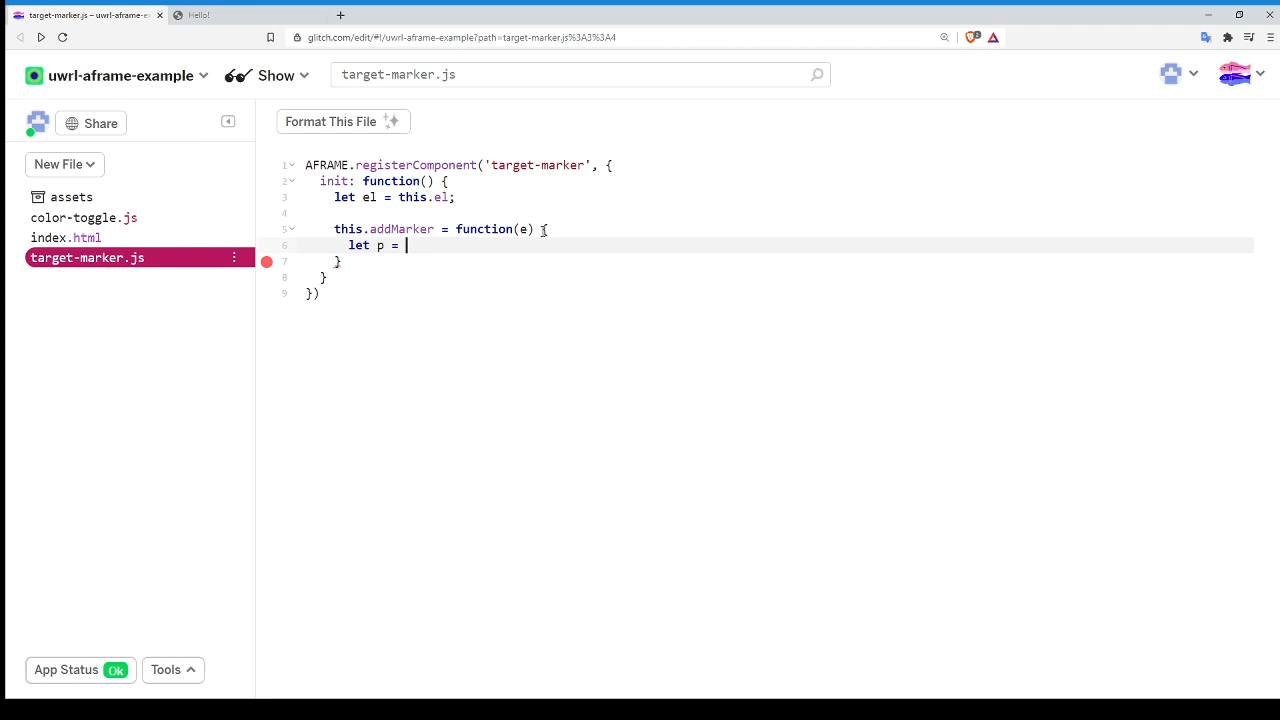 target-marker.js – uwrl-aframe-e
Hello!
glitch.com/edit/#!/uwrl-aframe-example?path=target-marker.js%3A3%3A4
uwrl-aframe-example
Show
target-marker.js
Share
Format This File
New File
assets
color-toggle.js
index.html
target-marker.js
1 AFRAME.registerComponent('target-marker', {
2 init: function() {
3 let el = this.el;
4
5 this.addMarker = function(e) {
6 let p =
7 }
8 }
9 })
App Status Ok
Tools